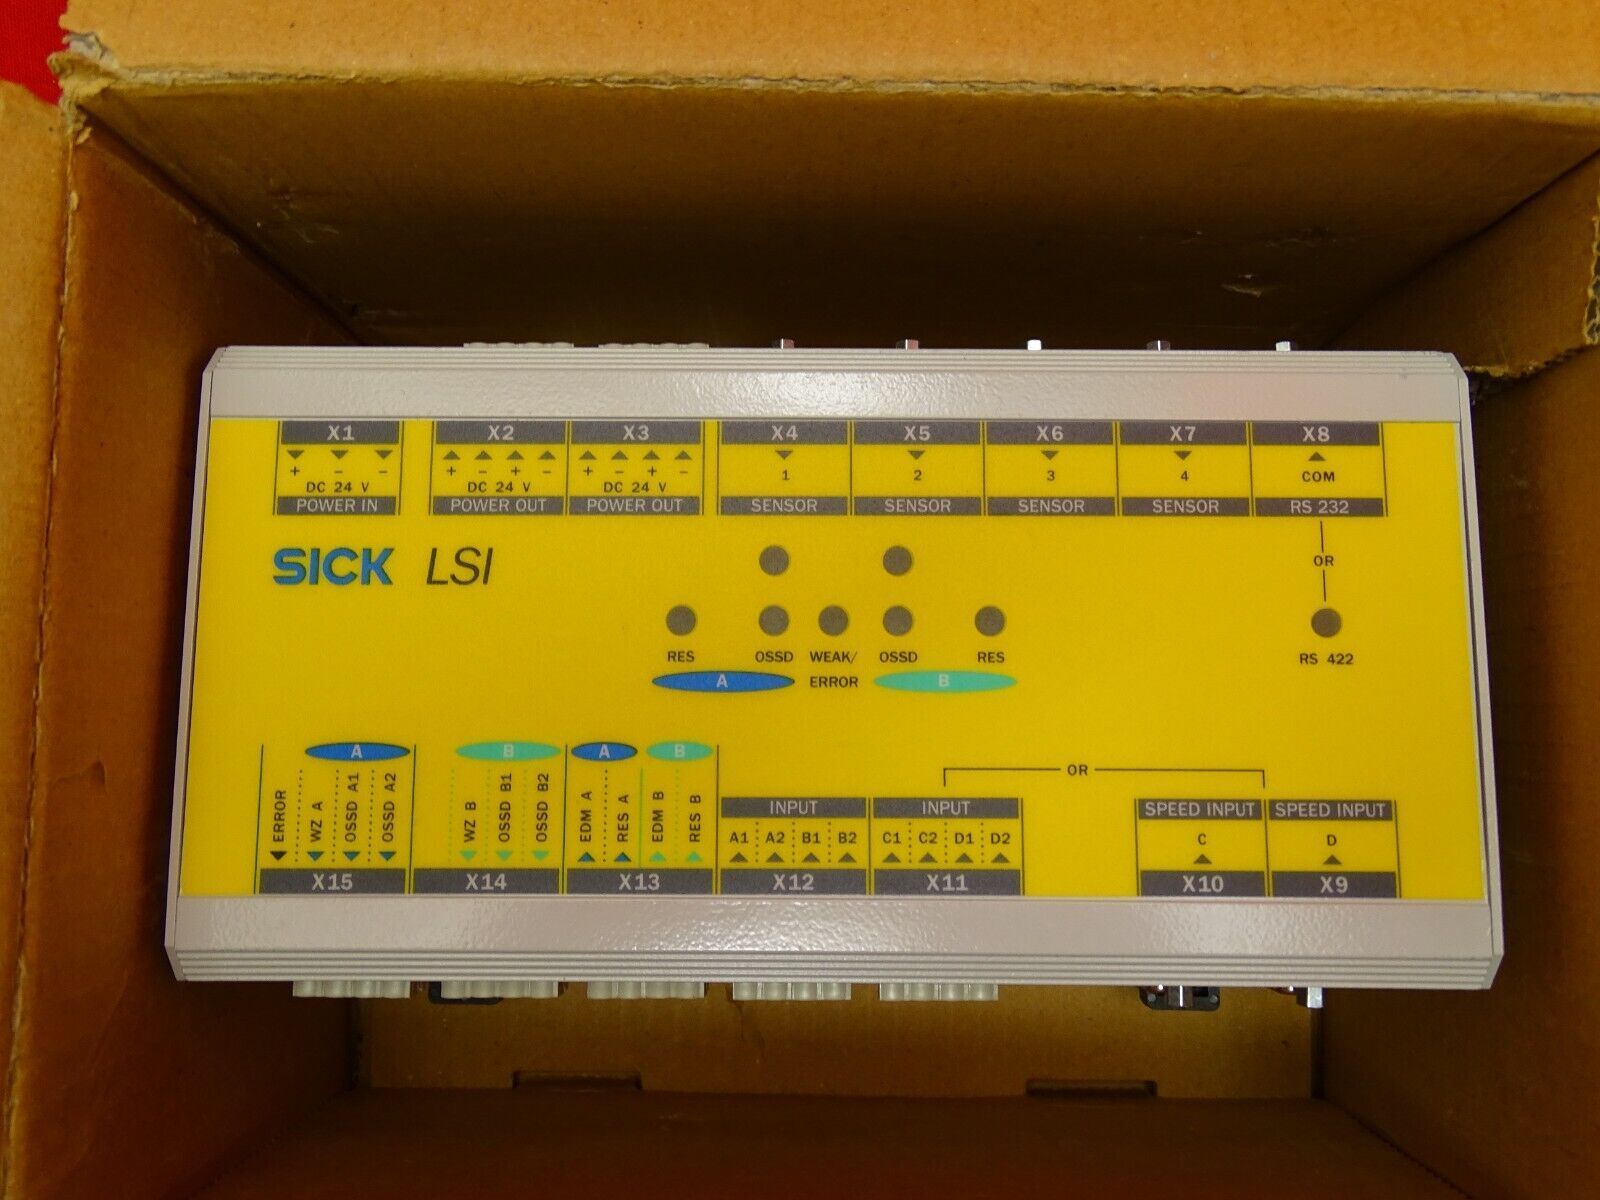 X1 X2 X3 X4 X5 X6 X7 X8
+ - - + - + - + - + - 1 2 3 4 COM
DC 24 V DC 24 V DC 24 V
POWER IN POWER OUT POWER OUT SENSOR SENSOR SENSOR SENSOR RS 232
SICK LSI
OR
RES OSSD WEAK/ OSSD RES RS 422
A ERROR B
A B A B
OR
ERROR WZ A OSSD A1 OSSD A2
WZ B OSSD B1 OSSD B2
EDM A RES A EDM B RES B
INPUT INPUT SPEED INPUT SPEED INPUT
A1 A2 B1 B2 C1 C2 D1 D2 C D
X15 X14 X13 X12 X11 X10 X9